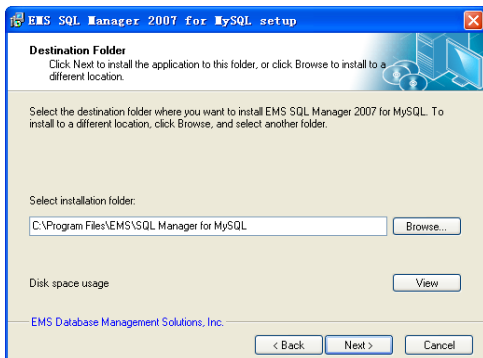 EMS SQL Manager 2007 for MySQL setup
Destination Folder
Click Next to install the application to this folder, or click Browse to install to a
different location.
Select the destination folder where you want to install EMS SQL Manager 2007 for MySQL. To
install to a different location, click Browse, and select another folder.
Select installation folder:
C:\Program Files\EMS\SQL Manager for MySQL
Browse...
Disk space usage
View
EMS Database Management Solutions, Inc.
< Back
Next >
Cancel